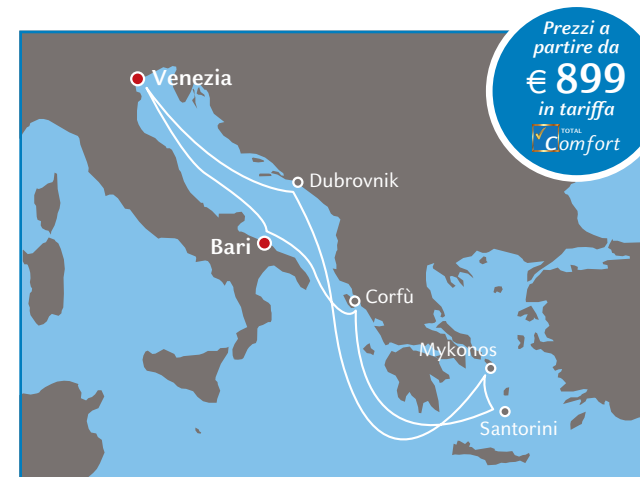 Prezzi a
partire da
€ 899
in tariffa
TOTAL
Comfort
Venezia
Dubrovnik
Bari
Corfù
Mykonos
Santorini